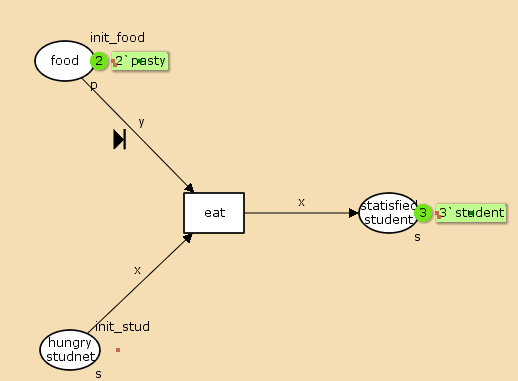 init_food
food
2
2`pasty
p
y
eat
x
statisfied
student
3
3`student
s
x
init_stud
hungry
studnet
s